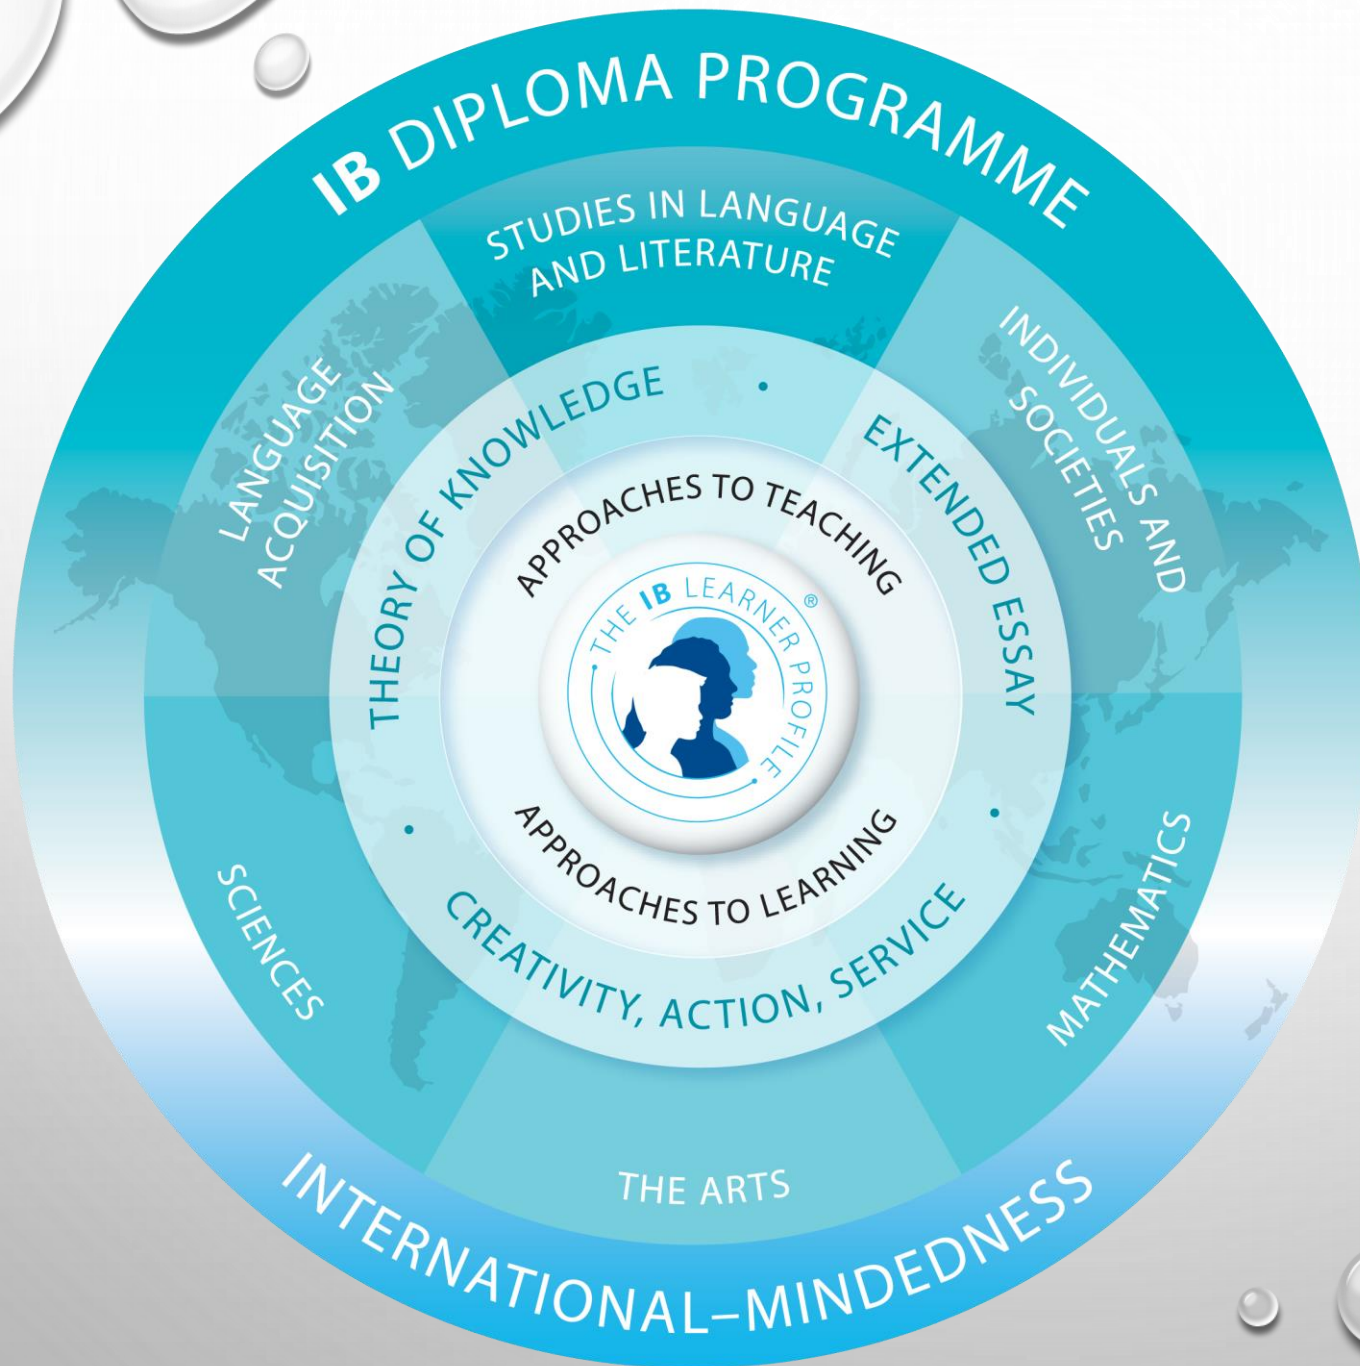 IB DIPLOMA PROGRAMME
STUDIES IN LANGUAGE
AND LITERATURE
LANGUAGE
ACQUISITION
INDIVIDUALS AND
SOCIETIES
THEORY OF KNOWLEDGE
•
EXTENDED ESSAY
APPROACHES TO TEACHING
• THE IB LEARNER PROFILE •
®
APPROACHES TO LEARNING
•
CREATIVITY, ACTION, SERVICE
•
SCIENCES
MATHEMATICS
THE ARTS
INTERNATIONAL–MINDEDNESS